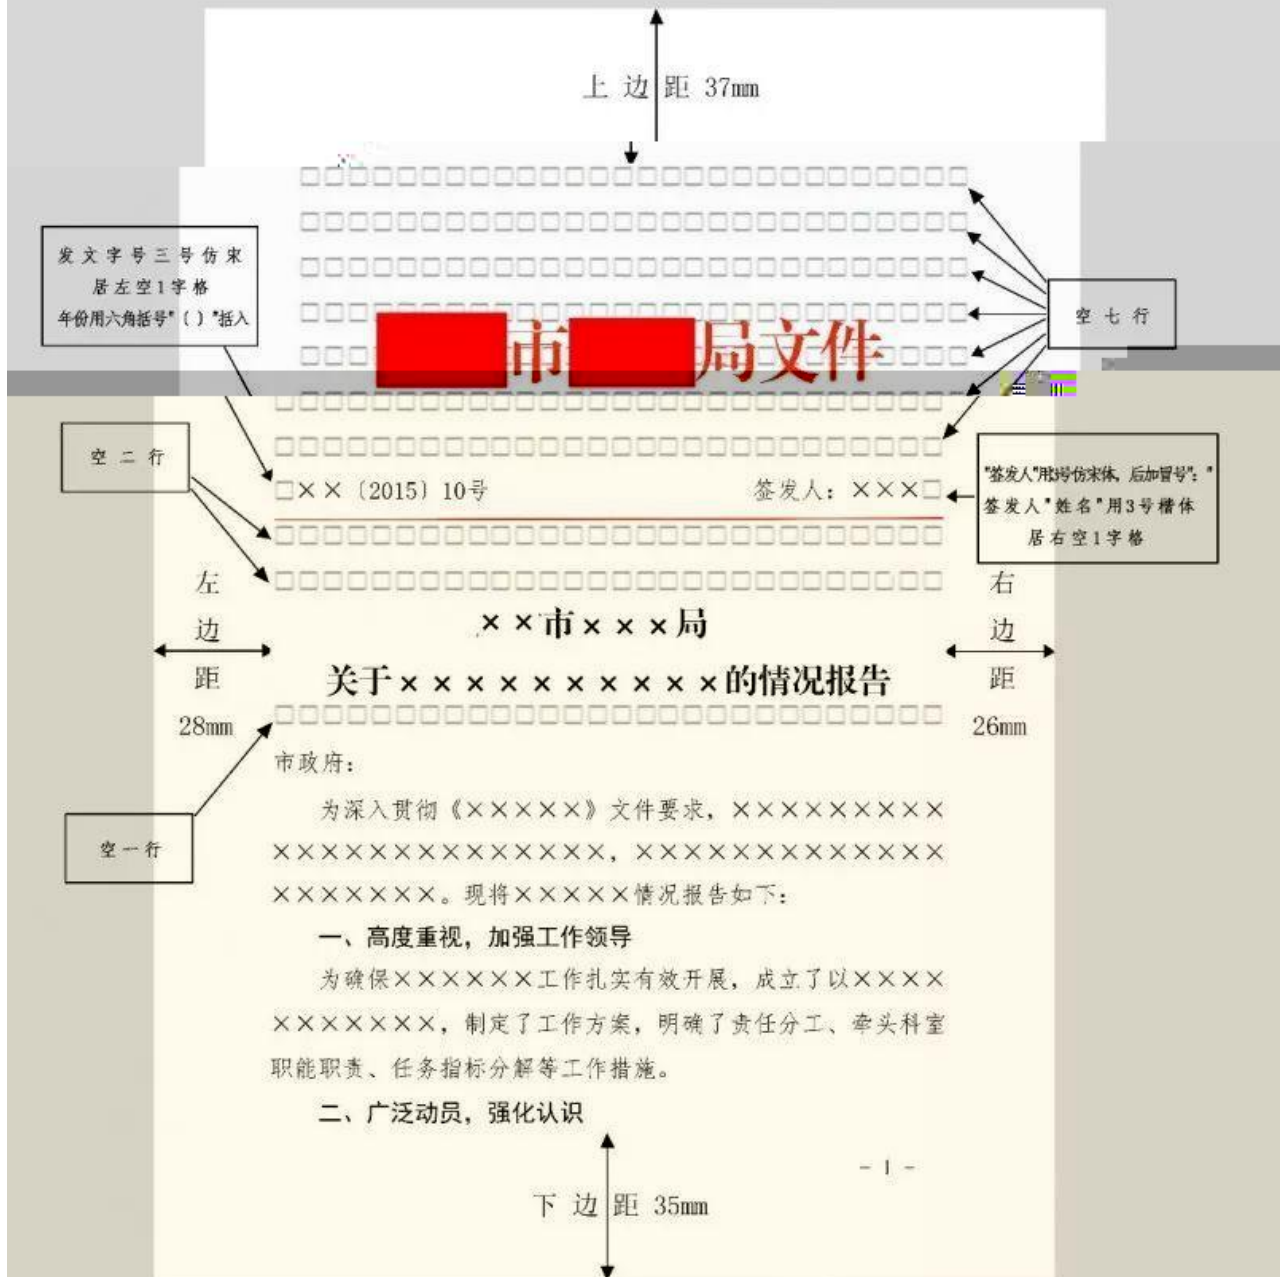 上 边 距 37mm
□□□□□□□□□□□□□□□□□□□□□□□□□□□□
□□□□□□□□□□□□□□□□□□□□□□□□□□□□
发 文 字 号 三 号 仿 宋
居 左 空 1 字 格
年份用六角括号"〔 〕"括入
□□□□□□□□□□□□□□□□□□□□□□□□□□□□
□□□□□□□□□□□□□□□□□□□□□□□□□□□□
空 七 行
市 局文件
□□□□□□□□□□□□□□□□□□□□□□□□□□□□
□□□□□□□□□□□□□□□□□□□□□□□□□□□□
空 二 行
□××〔2015〕10号 签发人：×××□
"签发人"用3号仿宋体，后加冒号"："
签发人"姓名"用3号楷体
居右空1字格
□□□□□□□□□□□□□□□□□□□□□□□□□□□□
□□□□□□□□□□□□□□□□□□□□□□□□□□□□
左
边
距
28mm
右
边
距
26mm
××市×××局
关于××××××××××的情况报告
□□□□□□□□□□□□□□□□□□□□□□□□□□□□
空 一 行
市政府：
为深入贯彻《×××××》文件要求，×××××××××
××××××××××××××，×××××××××××××
×××××××。现将×××××情况报告如下：
一、高度重视，加强工作领导
为确保××××××工作扎实有效开展，成立了以××××
×××××××，制定了工作方案，明确了责任分工、牵头科室
职能职责、任务指标分解等工作措施。
二、广泛动员，强化认识
- 1 -
下 边 距 35mm